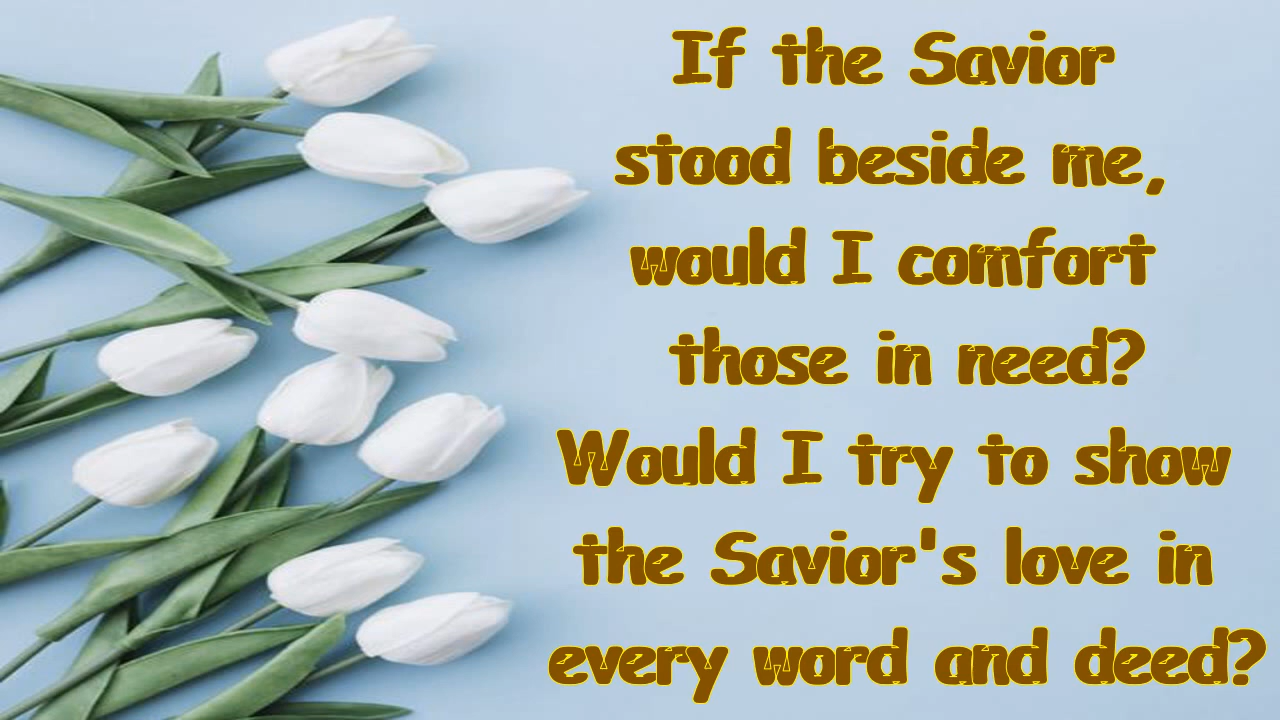 If the Savior
stood beside me,
would I comfort
those in need?
Would I try to show
the Savior's love in
every word and deed?